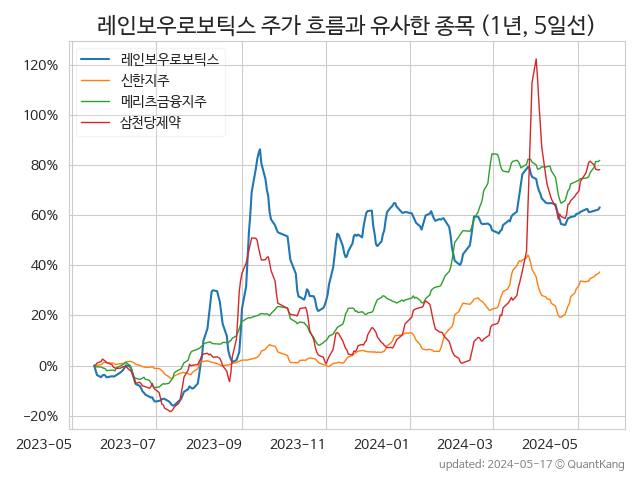 레인보우로보틱스 주가 흐름과 유사한 종목 (1년, 5일선)
레인보우로보틱스
신한지주
메리츠금융지주
삼천당제약
120%
100%
80%
60%
40%
20%
0%
−20%
2023−05 2023−07 2023−09 2023−11 2024−01 2024−03 2024−05
updated: 2024−05−17 © QuantKang